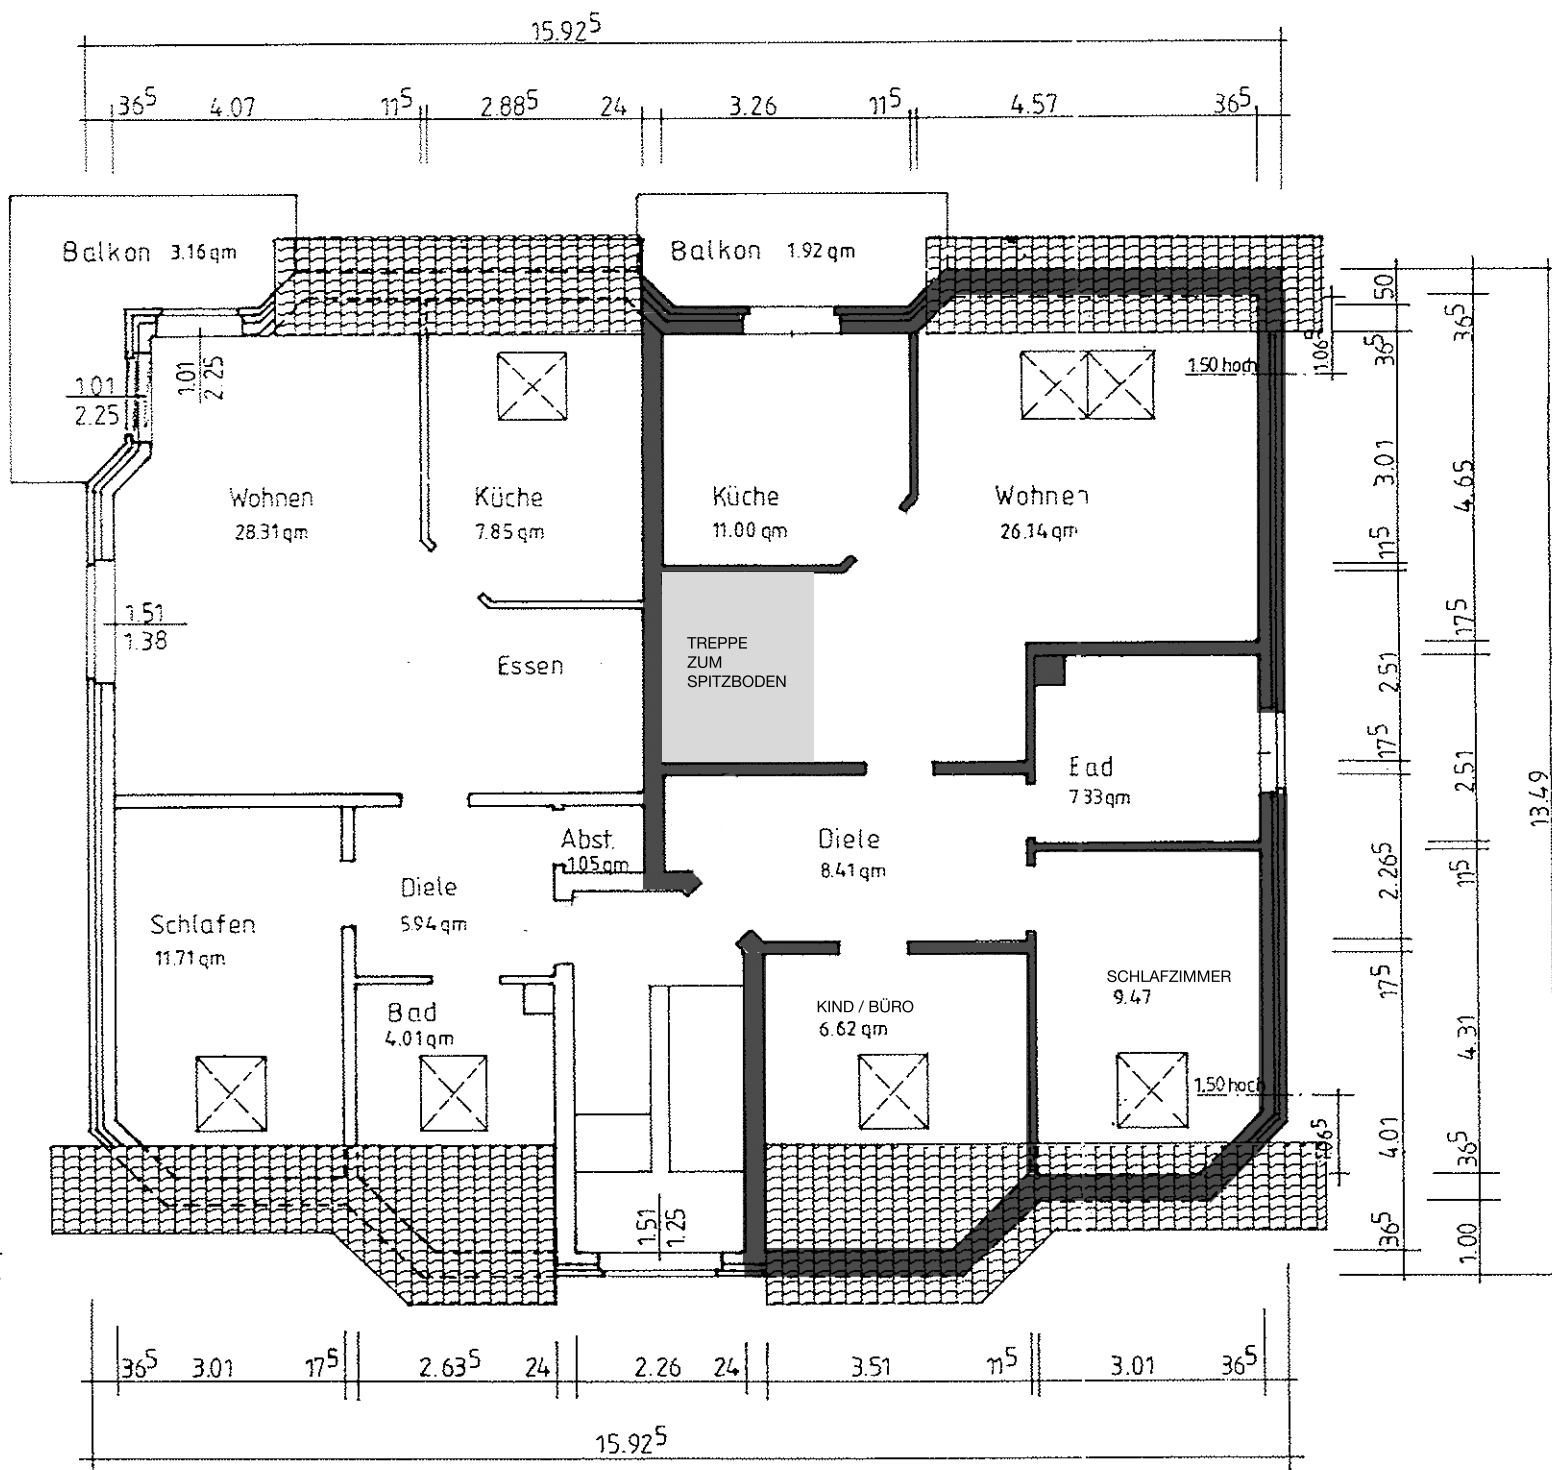 15.92⁵
36⁵ 4.07 11⁵ 2.88⁵ 24 3.26 11⁵ 4.57 36⁵
Balkon 3.16 qm
Balkon 1.92 qm
50
36⁵
1.06⁵
36⁵
1.50 hoch
1.01
2.25
1.01
2.25
3.01
4.65
Wohnen
28.31 qm
Küche
7.85 qm
Küche
11.00 qm
Wohnen
26.14 qm
11⁵
13.49
1.51
1.38
17⁵
Essen
TREPPE
ZUM
SPITZBODEN
2.51
17⁵
2.51
Ead
7.33 qm
Abst.
1.05 qm
Diele
8.41 qm
2.26⁵
11⁵
Diele
5.94 qm
Schlafen
11.71 qm
17⁵
SCHLAFZIMMER
9.47
KIND / BÜRO
6.62 qm
Bad
4.01 qm
4.31
1.50 hoch
4.01
36⁵
1.51
1.25
36⁵
1.00
36⁵ 3.01 17⁵ 2.63⁵ 24 2.26 24 3.51 11⁵ 3.01 36⁵
15.92⁵